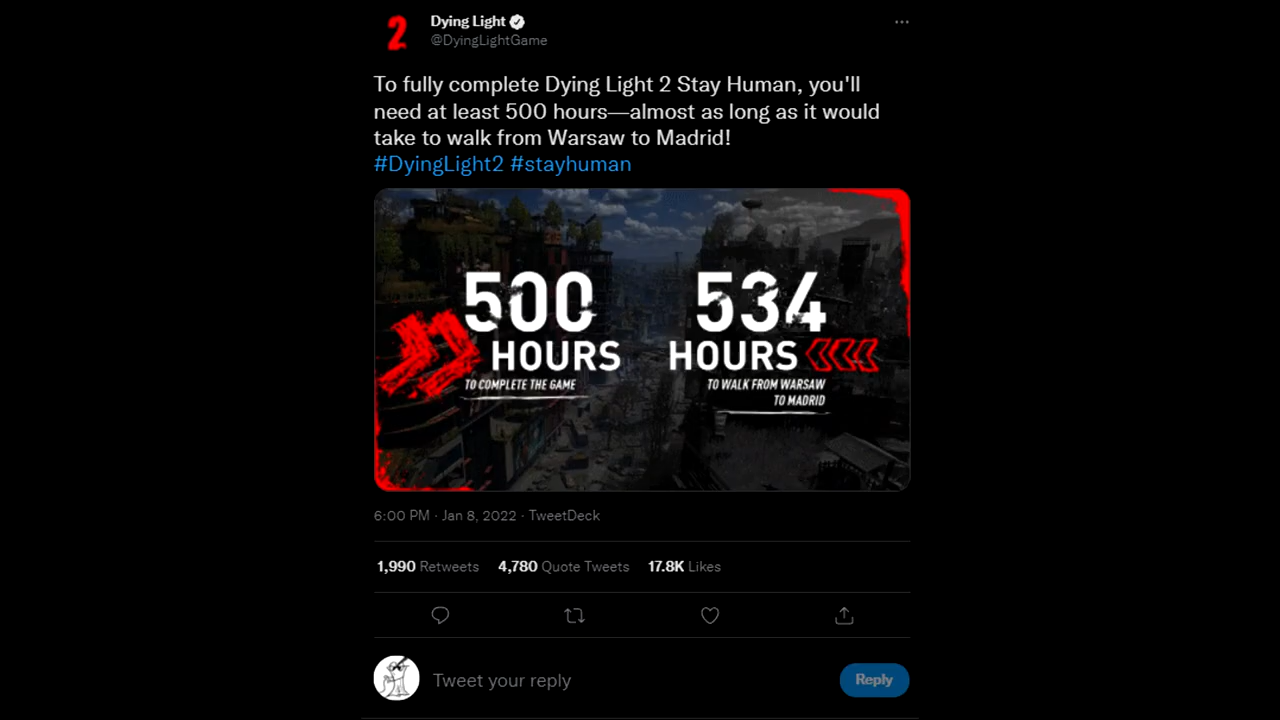 2
Dying Light
@DyingLightGame
To fully complete Dying Light 2 Stay Human, you'll
need at least 500 hours—almost as long as it would
take to walk from Warsaw to Madrid!
#DyingLight2 #stayhuman
500
HOURS
TO COMPLETE THE GAME
534
HOURS
TO WALK FROM WARSAW
TO MADRID
6:00 PM · Jan 8, 2022 · TweetDeck
1,990 Retweets 4,780 Quote Tweets 17.8K Likes
Tweet your reply
Reply